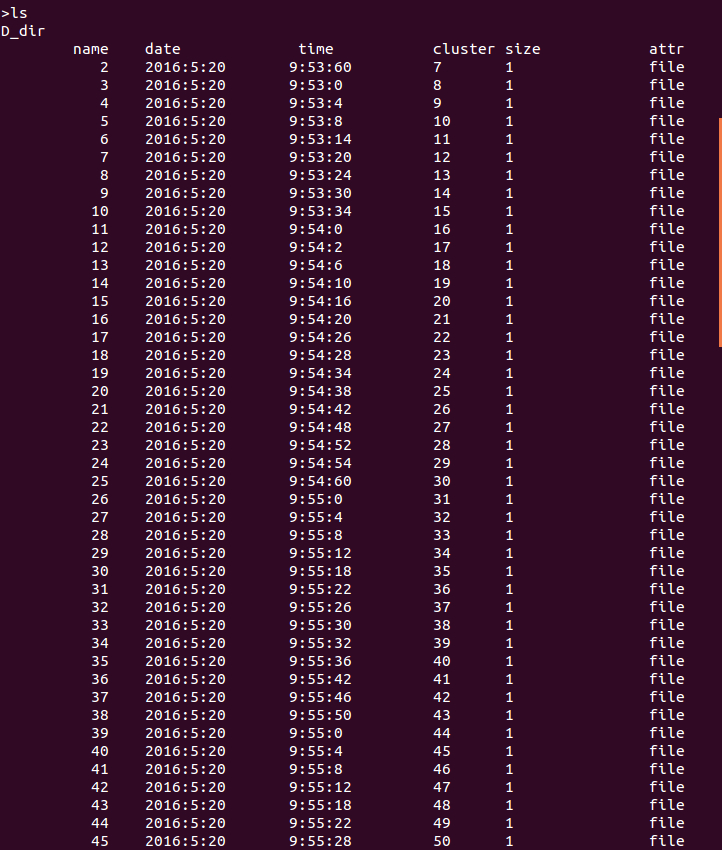 >ls
D_dir
name date time cluster size attr
2 2016:5:20 9:53:60 7 1 file
3 2016:5:20 9:53:0 8 1 file
4 2016:5:20 9:53:4 9 1 file
5 2016:5:20 9:53:8 10 1 file
6 2016:5:20 9:53:14 11 1 file
7 2016:5:20 9:53:20 12 1 file
8 2016:5:20 9:53:24 13 1 file
9 2016:5:20 9:53:30 14 1 file
10 2016:5:20 9:53:34 15 1 file
11 2016:5:20 9:54:0 16 1 file
12 2016:5:20 9:54:2 17 1 file
13 2016:5:20 9:54:6 18 1 file
14 2016:5:20 9:54:10 19 1 file
15 2016:5:20 9:54:16 20 1 file
16 2016:5:20 9:54:20 21 1 file
17 2016:5:20 9:54:26 22 1 file
18 2016:5:20 9:54:28 23 1 file
19 2016:5:20 9:54:34 24 1 file
20 2016:5:20 9:54:38 25 1 file
21 2016:5:20 9:54:42 26 1 file
22 2016:5:20 9:54:48 27 1 file
23 2016:5:20 9:54:52 28 1 file
24 2016:5:20 9:54:54 29 1 file
25 2016:5:20 9:54:60 30 1 file
26 2016:5:20 9:55:0 31 1 file
27 2016:5:20 9:55:4 32 1 file
28 2016:5:20 9:55:8 33 1 file
29 2016:5:20 9:55:12 34 1 file
30 2016:5:20 9:55:18 35 1 file
31 2016:5:20 9:55:22 36 1 file
32 2016:5:20 9:55:26 37 1 file
33 2016:5:20 9:55:30 38 1 file
34 2016:5:20 9:55:32 39 1 file
35 2016:5:20 9:55:36 40 1 file
36 2016:5:20 9:55:42 41 1 file
37 2016:5:20 9:55:46 42 1 file
38 2016:5:20 9:55:50 43 1 file
39 2016:5:20 9:55:0 44 1 file
40 2016:5:20 9:55:4 45 1 file
41 2016:5:20 9:55:8 46 1 file
42 2016:5:20 9:55:12 47 1 file
43 2016:5:20 9:55:18 48 1 file
44 2016:5:20 9:55:22 49 1 file
45 2016:5:20 9:55:28 50 1 file